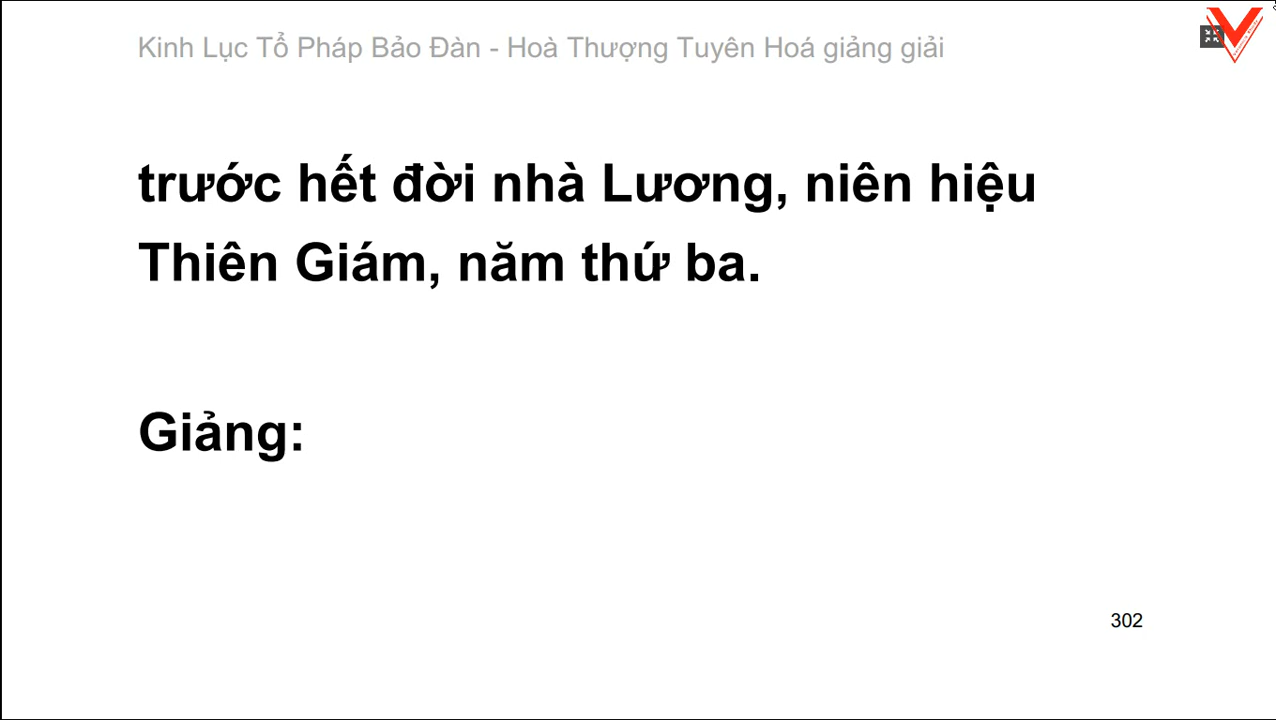 Kinh Lục Tổ Pháp Bảo Đàn - Hoà Thượng Tuyên Hoá giảng giải
trước hết đời nhà Lương, niên hiệu
Thiên Giám, năm thứ ba.
Giảng:
302